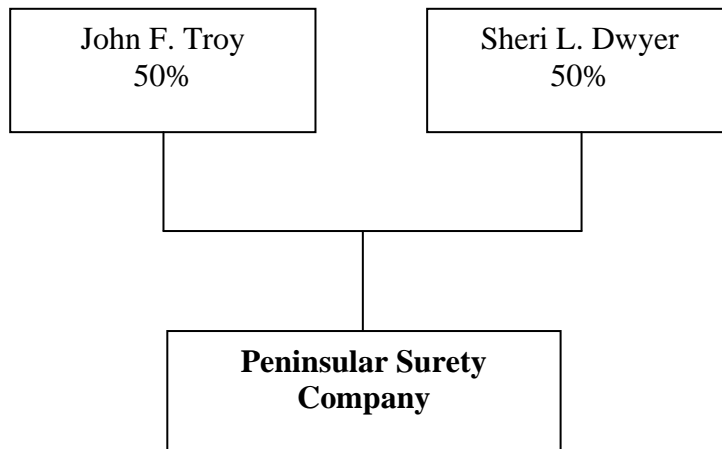 John F. Troy
50%
Sheri L. Dwyer
50%
Peninsular Surety
Company